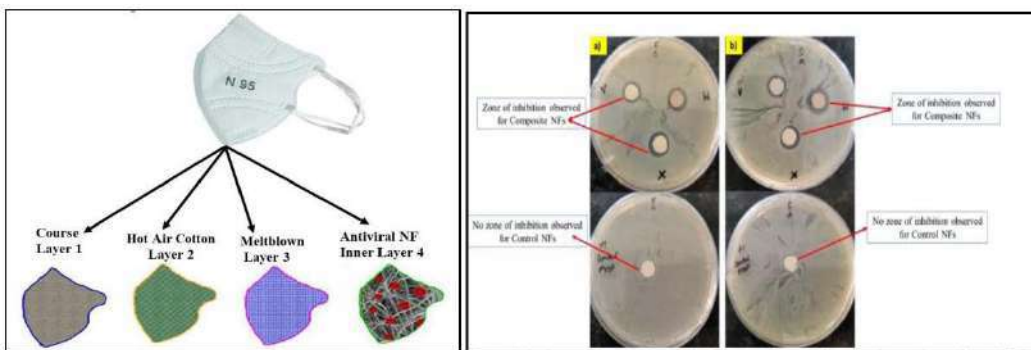 N 95
Course
Layer 1
Hot Air Cotton
Layer 2
Meltblown
Layer 3
Antiviral NF
Inner Layer 4
a)
b)
Zone of inhibition observed
for Composite NFs
Zone of inhibition observed
for Composite NFs
X
No zone of inhibition observed
for Control NFs
No zone of inhibition observed
for Control NFs